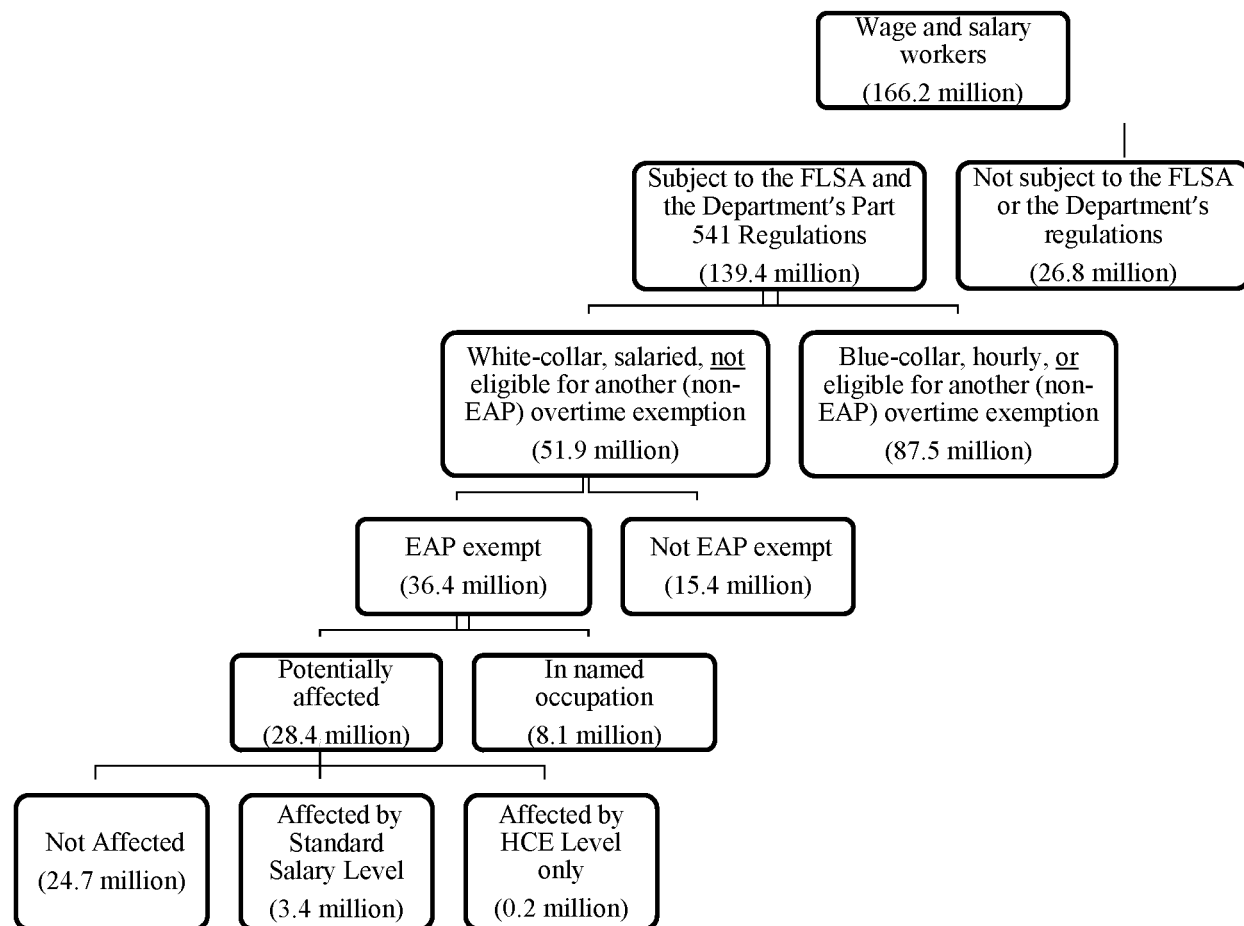 Wage and salary
workers
(166.2 million)
Subject to the FLSA and
the Department's Part
541 Regulations
(139.4 million)
Not subject to the FLSA
or the Department's
regulations
(26.8 million)
White-collar, salaried, not
eligible for another (non-
EAP) overtime exemption
(51.9 million)
Blue-collar, hourly, or
eligible for another (non-
EAP) overtime exemption
(87.5 million)
EAP exempt
(36.4 million)
Not EAP exempt
(15.4 million)
Potentially
affected
(28.4 million)
In named
occupation
(8.1 million)
Not Affected
(24.7 million)
Affected by
Standard
Salary Level
(3.4 million)
Affected by
HCE Level
only
(0.2 million)